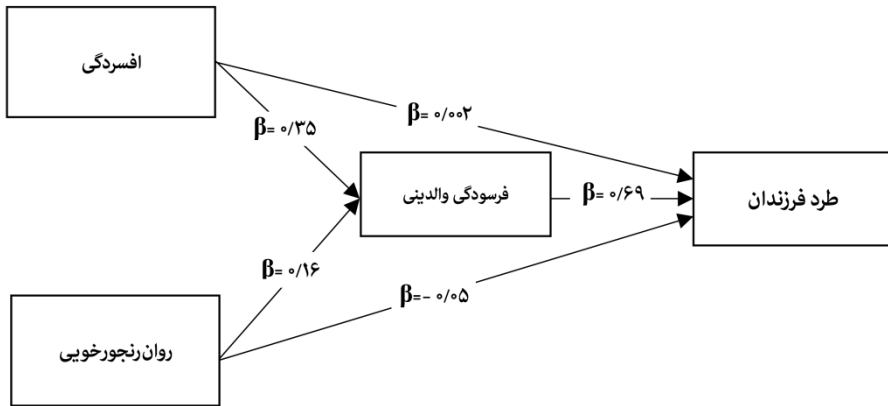 افسردگی
β= ۰/۰۰۲
β= ۰/۳۵
فرسودگی والدینی
β= ۰/۶۹
طرد فرزندان
β= ۰/۱۶
β=- ۰/۰۵
روان‌رنجورخویی